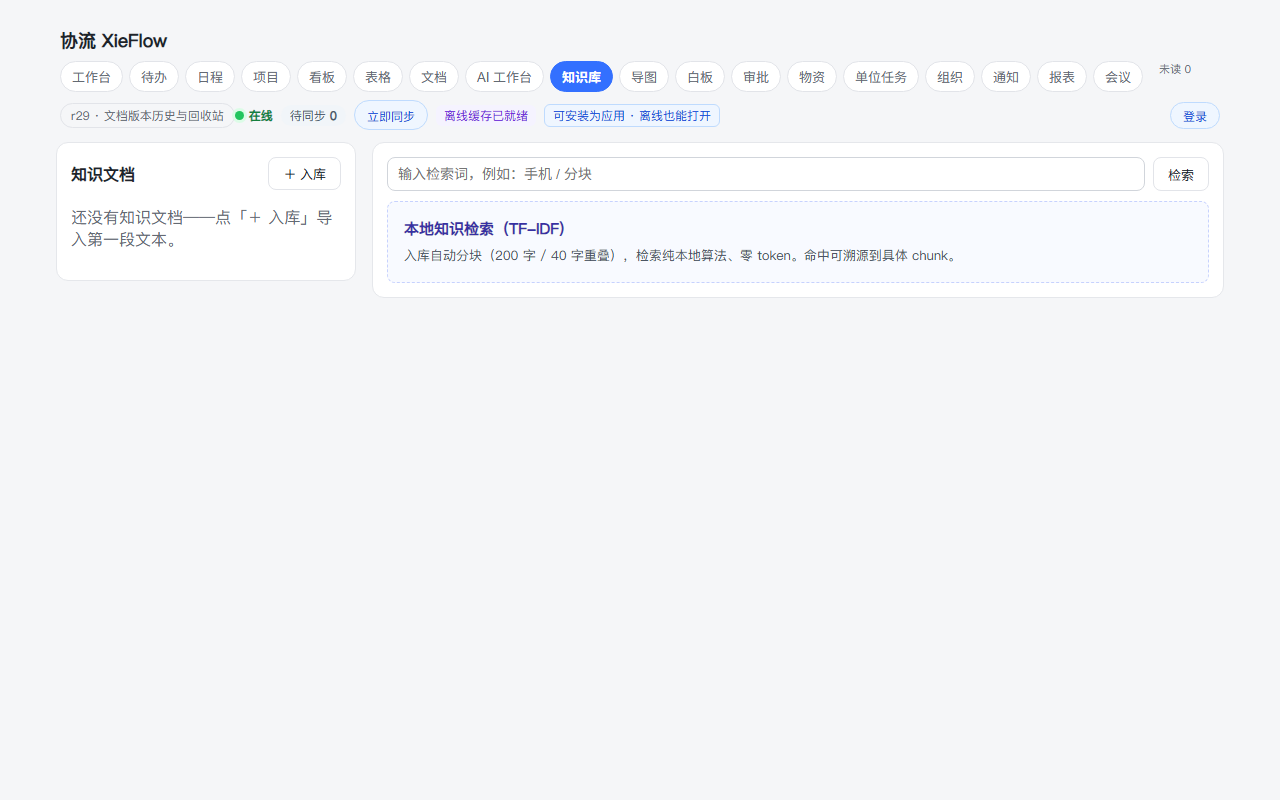 协流 XieFlow
工作台 待办 日程 项目 看板 表格 文档 AI 工作台 知识库 导图 白板 审批 物资 单位任务 组织 通知 报表 会议 未读 0
r29 · 文档版本历史与回收站 在线 待同步 0 立即同步 离线缓存已就绪 可安装为应用 · 离线也能打开 登录
知识文档 ＋ 入库
还没有知识文档——点「＋ 入库」导
入第一段文本。
输入检索词，例如：手机 / 分块 检索
本地知识检索（TF-IDF）
入库自动分块（200 字 / 40 字重叠），检索纯本地算法、零 token。命中可溯源到具体 chunk。